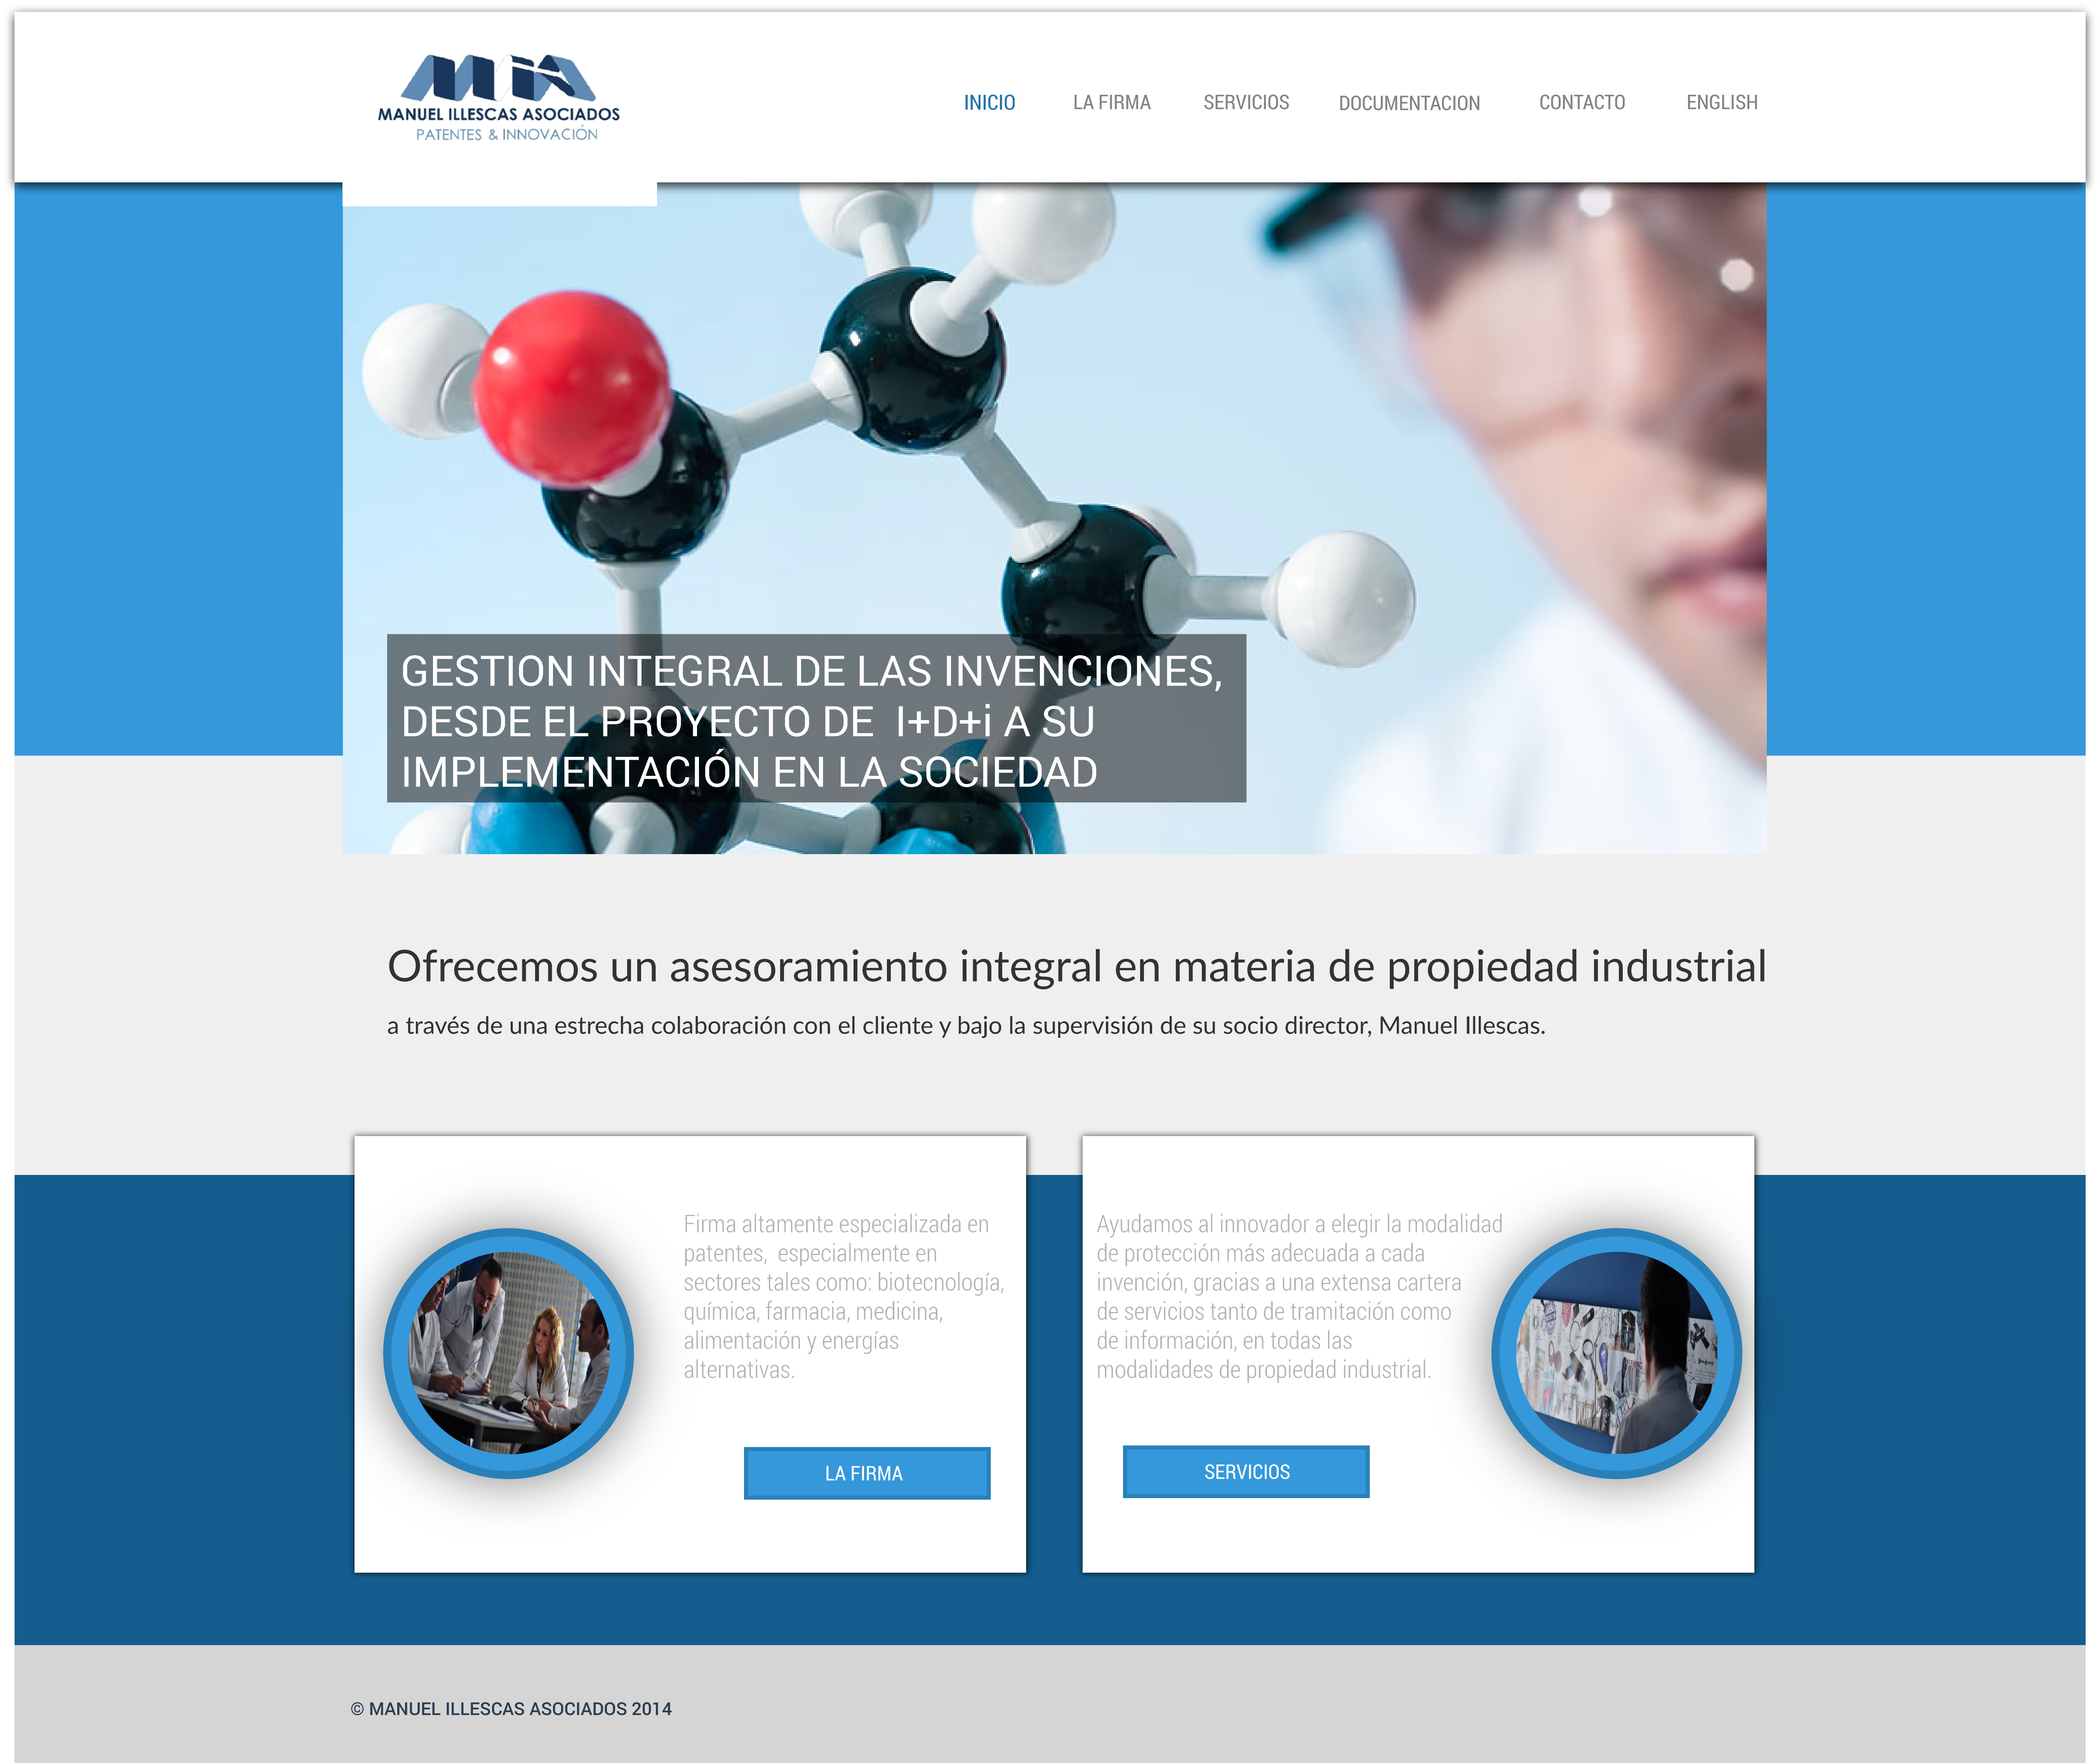 MIA
MANUEL ILLESCAS ASOCIADOS
PATENTES & INNOVACIÓN
INICIO LA FIRMA SERVICIOS DOCUMENTACION CONTACTO ENGLISH
GESTION INTEGRAL DE LAS INVENCIONES,
DESDE EL PROYECTO DE I+D+i A SU
IMPLEMENTACIÓN EN LA SOCIEDAD
Ofrecemos un asesoramiento integral en materia de propiedad industrial
a través de una estrecha colaboración con el cliente y bajo la supervisión de su socio director, Manuel Illescas.
Firma altamente especializada en
patentes, especialmente en
sectores tales como: biotecnología,
química, farmacia, medicina,
alimentación y energías
alternativas.
LA FIRMA
Ayudamos al innovador a elegir la modalidad
de protección más adecuada a cada
invención, gracias a una extensa cartera
de servicios tanto de tramitación como
de información, en todas las
modalidades de propiedad industrial.
SERVICIOS
© MANUEL ILLESCAS ASOCIADOS 2014